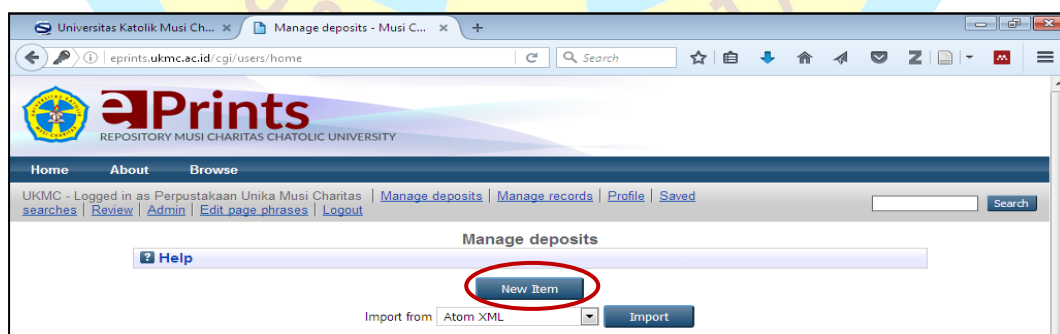 Universitas Katolik Musi Ch... × Manage deposits - Musi C... × +
eprints.ukmc.ac.id/cgi/users/home Search
ePrints
REPOSITORY MUSI CHARITAS CHATOLIC UNIVERSITY
Home About Browse
UKMC - Logged in as Perpustakaan Unika Musi Charitas | Manage deposits | Manage records | Profile | Saved
searches | Review | Admin | Edit page phrases | Logout Search
Manage deposits
? Help
New Item
Import from Atom XML Import